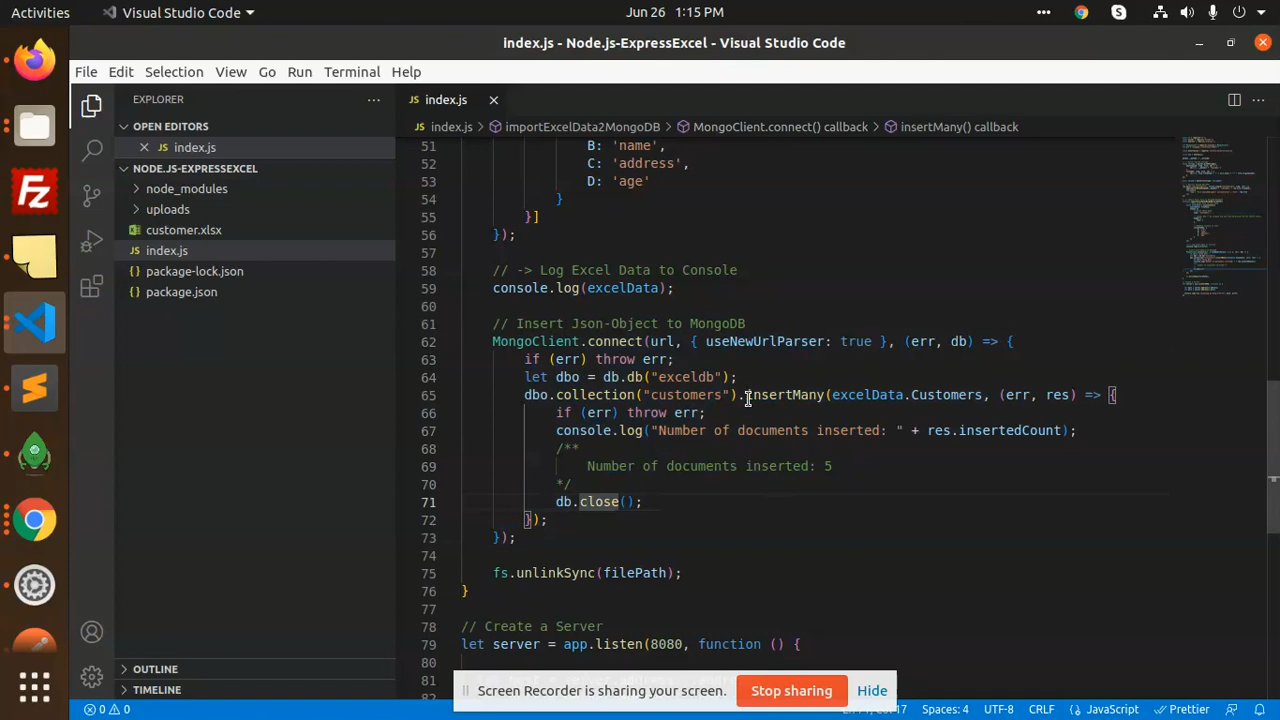 Activities
Visual Studio Code
Jun 26 1:15 PM
index.js - Node.js-ExpressExcel - Visual Studio Code
File Edit Selection View Go Run Terminal Help
EXPLORER
OPEN EDITORS
index.js
NODE.JS-EXPRESSEXCEL
node_modules
uploads
customer.xlsx
index.js
package-lock.json
package.json
OUTLINE
TIMELINE
JS index.js
JS index.js > importExcelData2MongoDB > MongoClient.connect() callback > insertMany() callback
51 B: 'name',
52 C: 'address',
53 D: 'age'
54 }
55 }]
56 });
57
58 // -> Log Excel Data to Console
59 console.log(excelData);
60
61 // Insert Json-Object to MongoDB
62 MongoClient.connect(url, { useNewUrlParser: true }, (err, db) => {
63 if (err) throw err;
64 let dbo = db.db("exceldb");
65 dbo.collection("customers").insertMany(excelData.Customers, (err, res) => {
66 if (err) throw err;
67 console.log("Number of documents inserted: " + res.insertedCount);
68 /**
69 Number of documents inserted: 5
70 */
71 db.close();
72 });
73 });
74
75 fs.unlinkSync(filePath);
76 }
77
78 // Create a Server
79 let server = app.listen(8080, function () {
80
81
Screen Recorder is sharing your screen.
Stop sharing
Hide
0 0
Spaces: 4
UTF-8
CRLF
JavaScript
Prettier